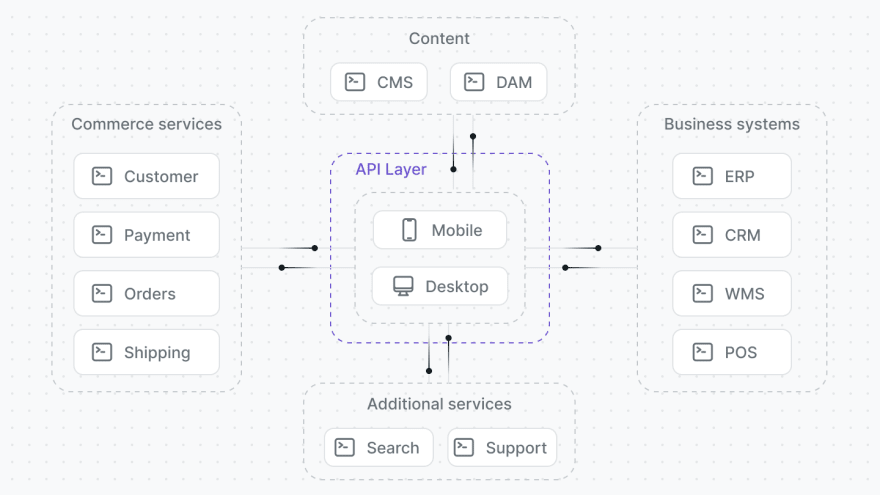 Content
CMS
DAM
Commerce services
Customer
Payment
Orders
Shipping
API Layer
Mobile
Desktop
Business systems
ERP
CRM
WMS
POS
Additional services
Search
Support